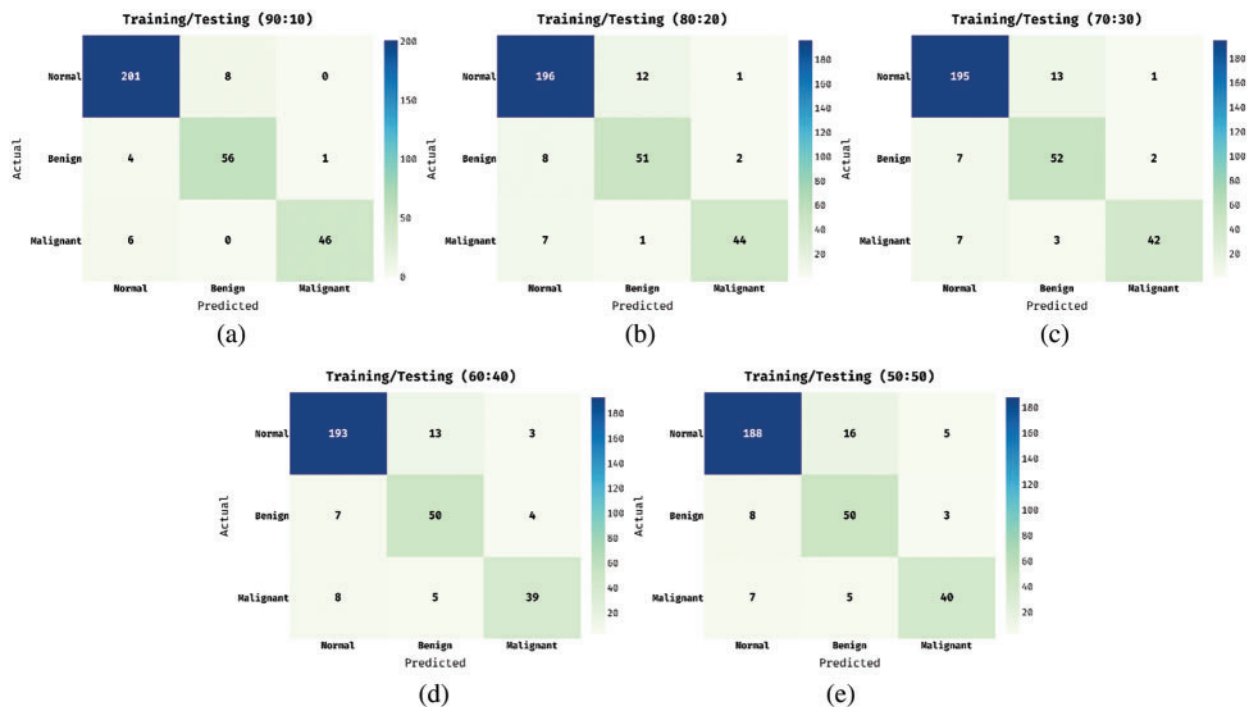 Training/Testing (90:10)
Normal 201 8 0
Benign 4 56 1
Malignant 6 0 46
Normal Benign Malignant
Predicted
Actual
200
150
100
50
0
(a)
Training/Testing (80:20)
Normal 196 12 1
Benign 8 51 2
Malignant 7 1 44
Normal Benign Malignant
Predicted
Actual
180
160
140
120
100
80
60
40
20
(b)
Training/Testing (70:30)
Normal 195 13 1
Benign 7 52 2
Malignant 7 3 42
Normal Benign Malignant
Predicted
Actual
180
160
140
120
100
80
60
40
20
(c)
Training/Testing (60:40)
Normal 193 13 3
Benign 7 50 4
Malignant 8 5 39
Normal Benign Malignant
Predicted
Actual
180
160
140
120
100
80
60
40
20
(d)
Training/Testing (50:50)
Normal 188 16 5
Benign 8 50 3
Malignant 7 5 40
Normal Benign Malignant
Predicted
Actual
180
160
140
120
100
80
60
40
20
(e)